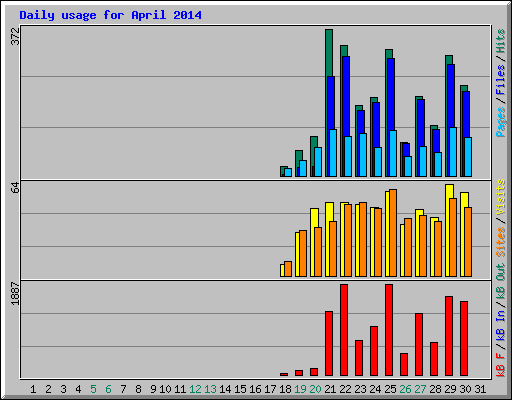 Daily usage for April 2014
372
64
1887
Pages / Files / Hits
Sites / Visits
kB F / kB In / kB Out
1 2 3 4 5 6 7 8 9 10 11 12 13 14 15 16 17 18 19 20 21 22 23 24 25 26 27 28 29 30 31